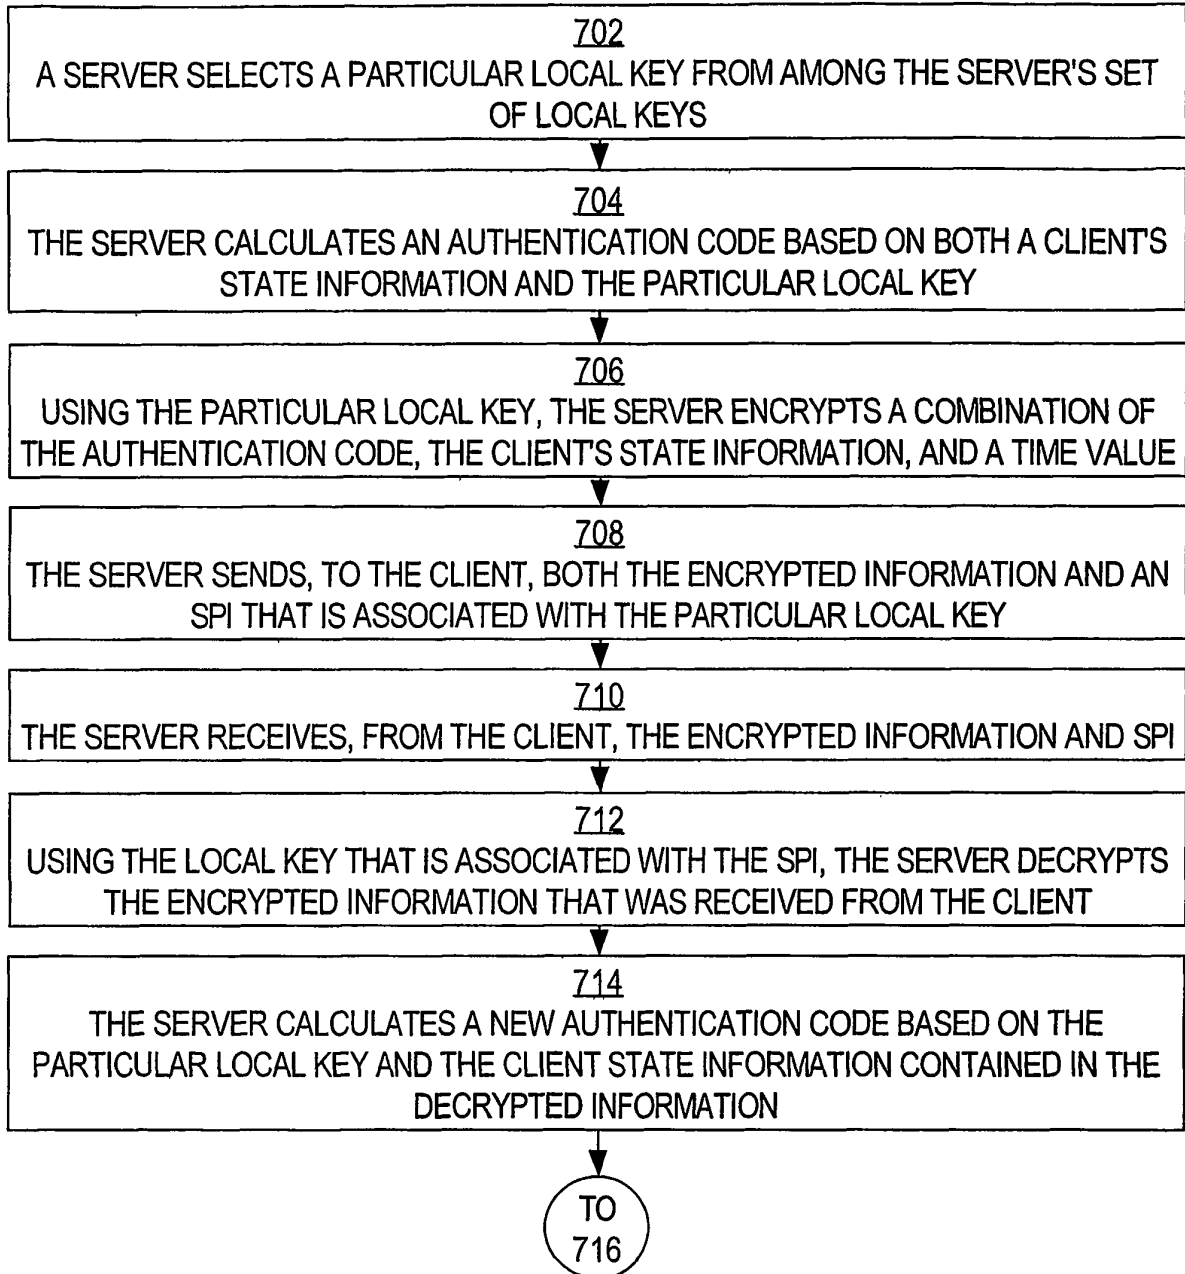 702
A SERVER SELECTS A PARTICULAR LOCAL KEY FROM AMONG THE SERVER'S SET
OF LOCAL KEYS
704
THE SERVER CALCULATES AN AUTHENTICATION CODE BASED ON BOTH A CLIENT'S
STATE INFORMATION AND THE PARTICULAR LOCAL KEY
706
USING THE PARTICULAR LOCAL KEY, THE SERVER ENCRYPTS A COMBINATION OF
THE AUTHENTICATION CODE, THE CLIENT'S STATE INFORMATION, AND A TIME VALUE
708
THE SERVER SENDS, TO THE CLIENT, BOTH THE ENCRYPTED INFORMATION AND AN
SPI THAT IS ASSOCIATED WITH THE PARTICULAR LOCAL KEY
710
THE SERVER RECEIVES, FROM THE CLIENT, THE ENCRYPTED INFORMATION AND SPI
712
USING THE LOCAL KEY THAT IS ASSOCIATED WITH THE SPI, THE SERVER DECRYPTS
THE ENCRYPTED INFORMATION THAT WAS RECEIVED FROM THE CLIENT
714
THE SERVER CALCULATES A NEW AUTHENTICATION CODE BASED ON THE
PARTICULAR LOCAL KEY AND THE CLIENT STATE INFORMATION CONTAINED IN THE
DECRYPTED INFORMATION
TO
716